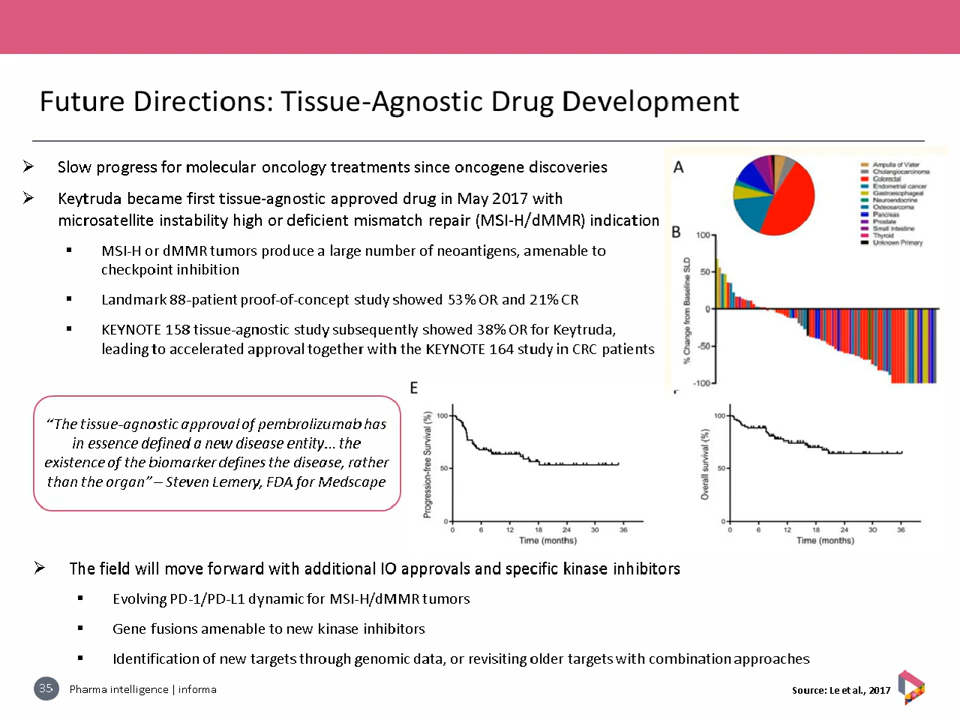 Future Directions: Tissue-Agnostic Drug Development
Slow progress for molecular oncology treatments since oncogene discoveries
Keytruda became first tissue-agnostic approved drug in May 2017 with
microsatellite instability high or deficient mismatch repair (MSI-H/dMMR) indication
MSI-H or dMMR tumors produce a large number of neoantigens, amenable to
checkpoint inhibition
Landmark 88-patient proof-of-concept study showed 53% OR and 21% CR
KEYNOTE 158 tissue-agnostic study subsequently showed 38% OR for Keytruda,
leading to accelerated approval together with the KEYNOTE 164 study in CRC patients
A
Ampulla of Vater
Cholangiocarcinoma
Colorectal
Endometrial cancer
Gastroesophageal
Neuroendocrine
Osteosarcoma
Pancreas
Prostate
Small Intestine
Thyroid
Unknown Primary
B
% Change from Baseline SLD
100
50
0
-50
-100
“The tissue-agnostic approval of pembrolizumab has
in essence defined a new disease entity... the
existence of the biomarker defines the disease, rather
than the organ” – Steven Lemery, FDA for Medscape
E
Progression-free Survival (%)
100
50
0
0 6 12 18 24 30 36
Time (months)
Overall survival (%)
100
50
0
0 6 12 18 24 30 36
Time (months)
The field will move forward with additional IO approvals and specific kinase inhibitors
Evolving PD-1/PD-L1 dynamic for MSI-H/dMMR tumors
Gene fusions amenable to new kinase inhibitors
Identification of new targets through genomic data, or revisiting older targets with combination approaches
35 Pharma intelligence | informa
Source: Le et al., 2017